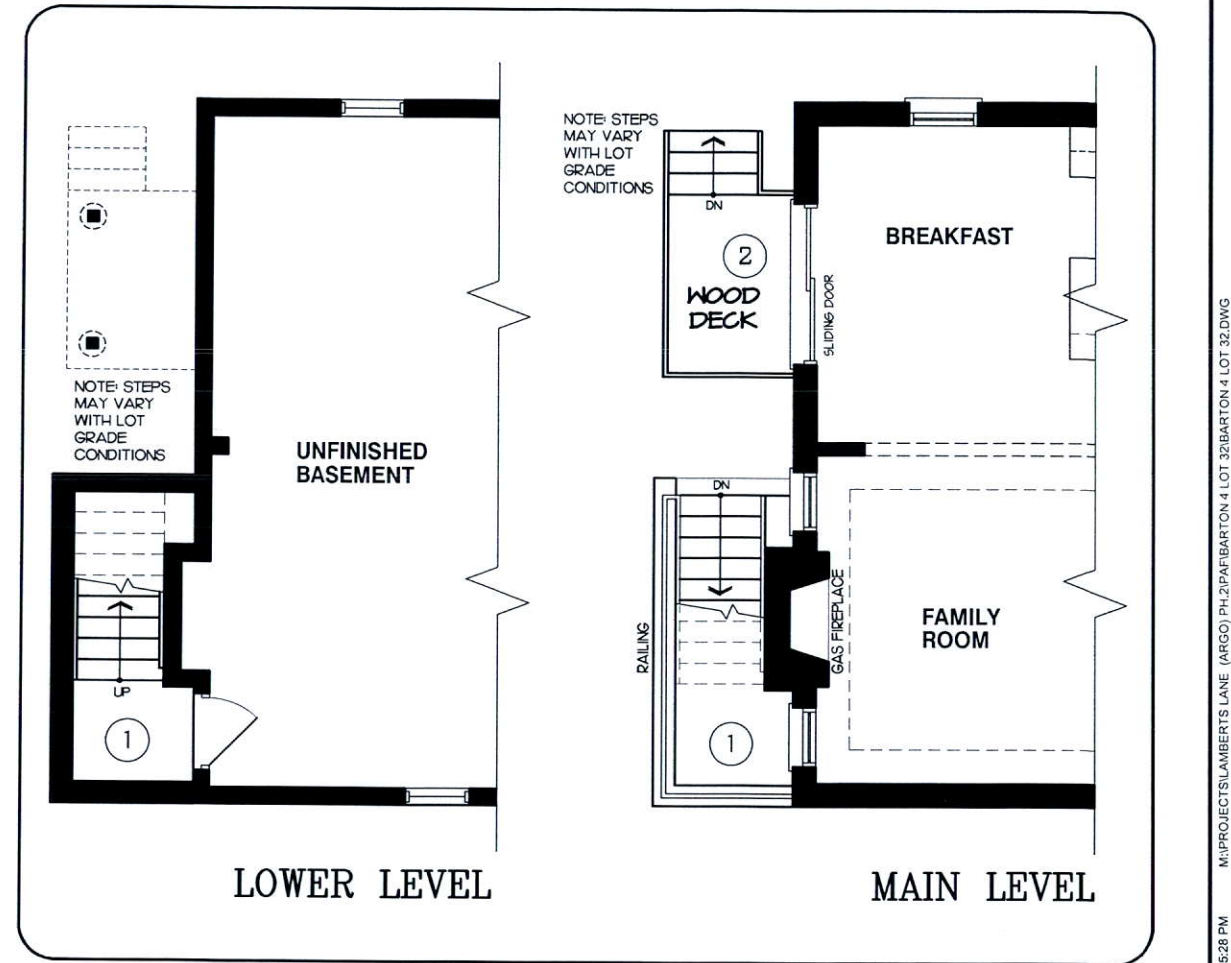 NOTE: STEPS
MAY VARY
WITH LOT
GRADE
CONDITIONS
UNFINISHED
BASEMENT
UP
1
LOWER LEVEL
NOTE: STEPS
MAY VARY
WITH LOT
GRADE
CONDITIONS
DN
2
WOOD
DECK
SLIDING DOOR
BREAKFAST
DN
RAILING
GAS FIREPLACE
FAMILY
ROOM
1
MAIN LEVEL
5:28 PM M:\PROJECTS\LAMBERTS LANE (ARGO) PH.2\PAF\BARTON 4 LOT 32\BARTON 4 LOT 32.DWG